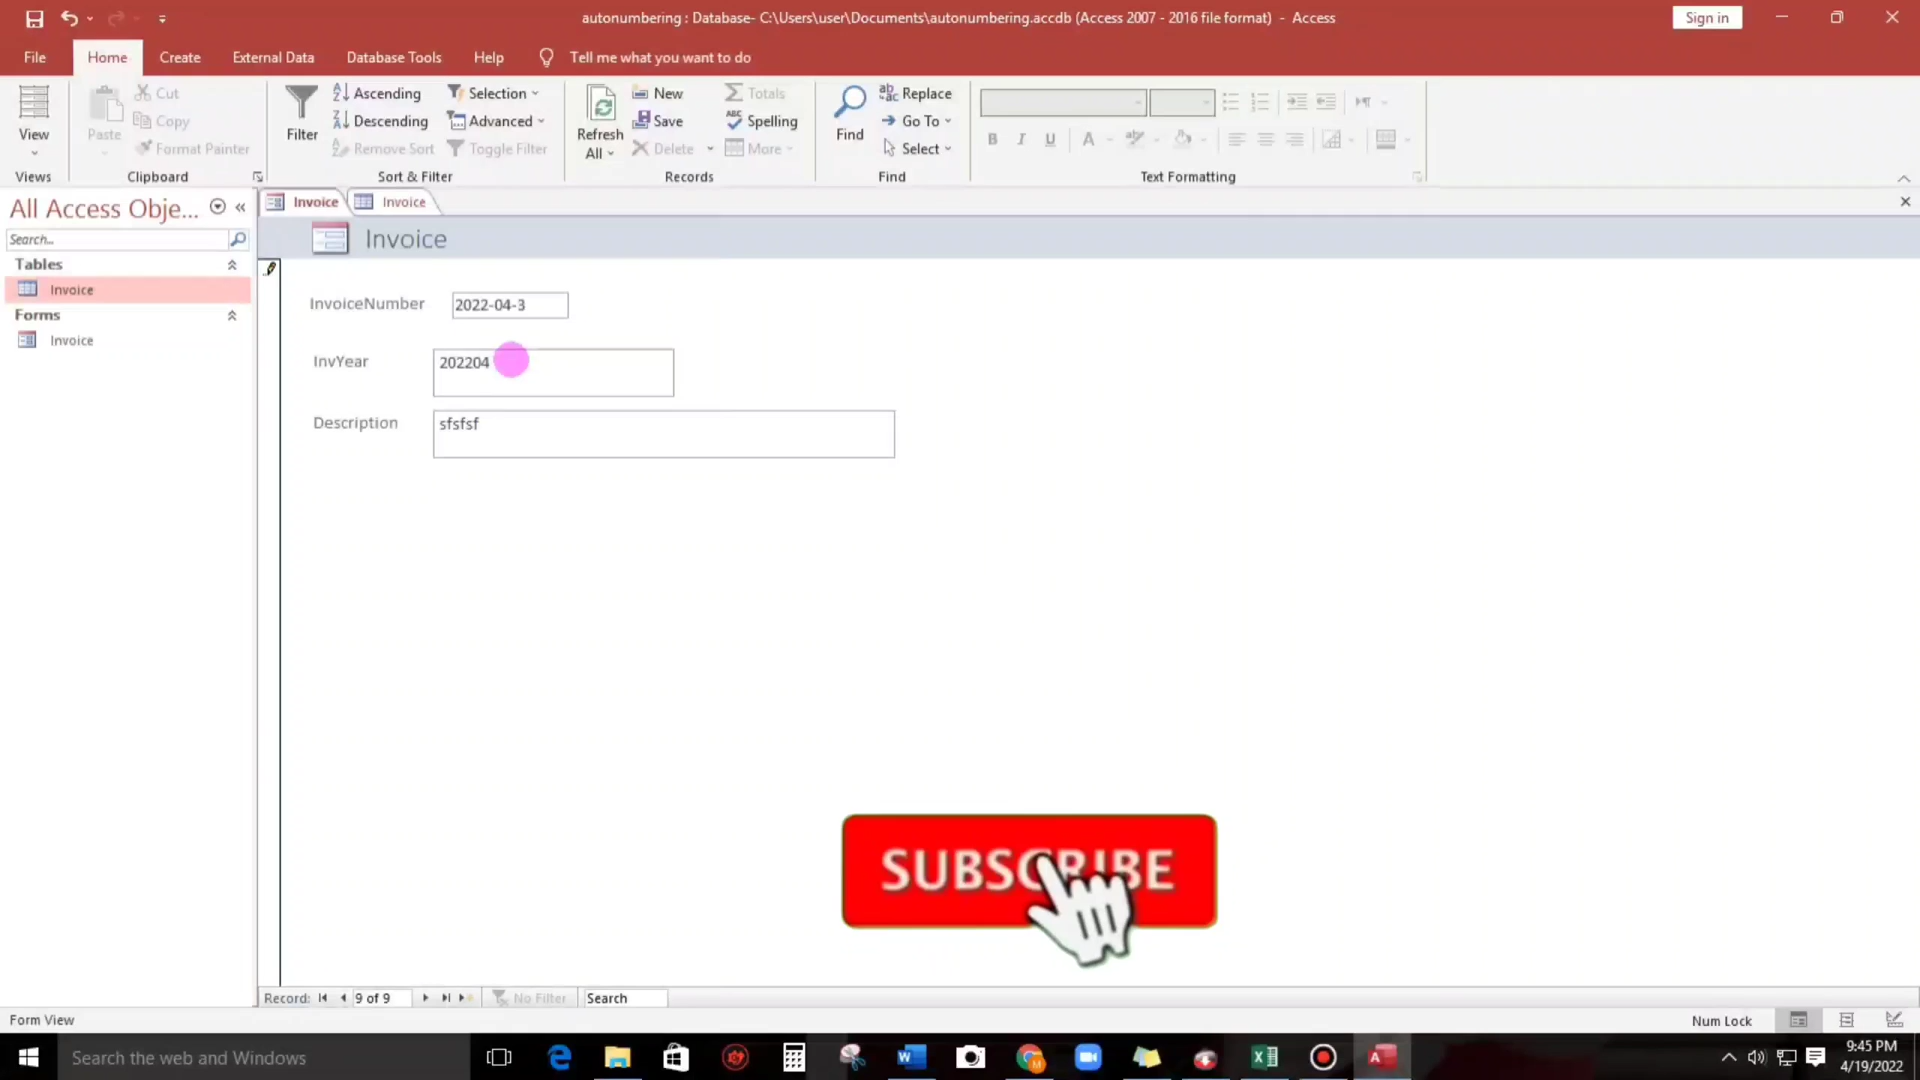 autonumbering : Database- C:\Users\user\Documents\autonumbering.accdb (Access 2007 - 2016 file format) - Access
Sign in
File Home Create External Data Database Tools Help Tell me what you want to do
View
Views
Paste
Cut
Copy
Format Painter
Clipboard
Filter
Ascending
Descending
Remove Sort
Selection
Advanced
Toggle Filter
Sort & Filter
Refresh
All
New
Save
Delete
Totals
Spelling
More
Records
Find
Replace
Go To
Select
Find
B I U A
Text Formatting
All Access Obje...
Search...
Tables
Invoice
Forms
Invoice
Invoice Invoice
Invoice
InvoiceNumber 2022-04-3
InvYear 202204
Description sfsfsf
SUBSCRIBE
Record: 9 of 9 No Filter Search
Form View Num Lock
Search the web and Windows
9:45 PM
4/19/2022